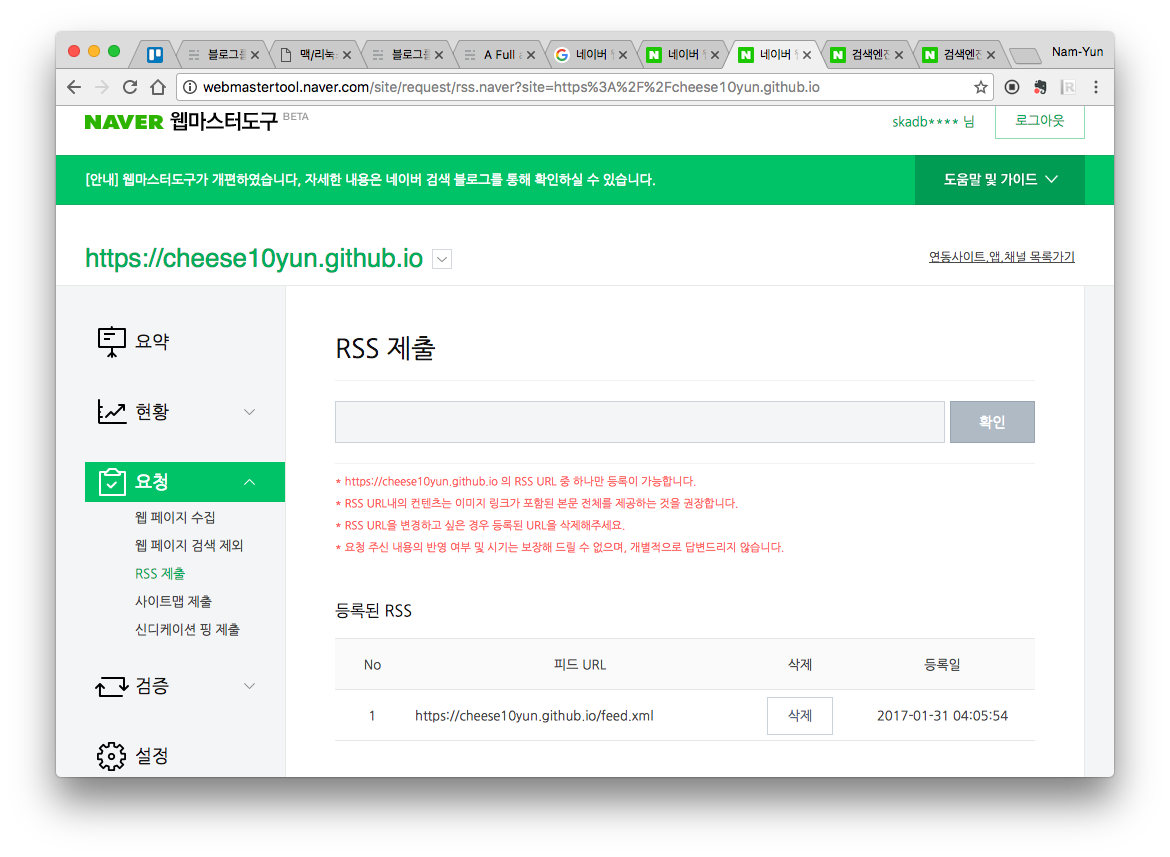 블로그를
맥/리눅스
블로그를
A Full a
네이버 웹
네이버 웹
네이버 웹
검색엔진
검색엔진
Nam-Yun
webmastertool.naver.com/site/request/rss.naver?site=https%3A%2F%2Fcheese10yun.github.io
NAVER 웹마스터도구 BETA
skadb**** 님
로그아웃
[안내] 웹마스터도구가 개편하였습니다, 자세한 내용은 네이버 검색 블로그를 통해 확인하실 수 있습니다.
도움말 및 가이드
https://cheese10yun.github.io
연동사이트,앱,채널 목록가기
요약
현황
요청
웹 페이지 수집
웹 페이지 검색 제외
RSS 제출
사이트맵 제출
신디케이션 핑 제출
검증
설정
RSS 제출
확인
* https://cheese10yun.github.io 의 RSS URL 중 하나만 등록이 가능합니다.
* RSS URL내의 컨텐츠는 이미지 링크가 포함된 본문 전체를 제공하는 것을 권장합니다.
* RSS URL을 변경하고 싶은 경우 등록된 URL을 삭제해주세요.
* 요청 주신 내용의 반영 여부 및 시기는 보장해 드릴 수 없으며, 개별적으로 답변드리지 않습니다.
등록된 RSS
No 피드 URL 삭제 등록일
1 https://cheese10yun.github.io/feed.xml 삭제 2017-01-31 04:05:54